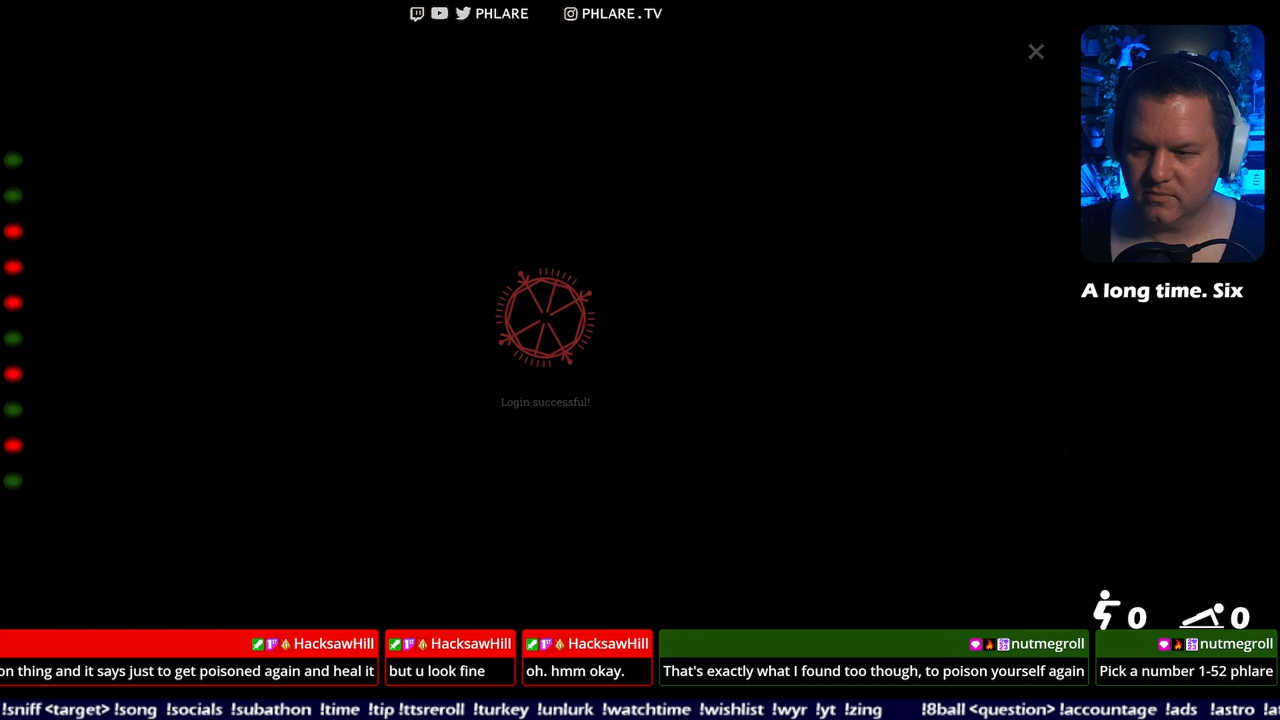 PHLARE PHLARE.TV
A long time. Six
Login successful!
0 0
HacksawHill HacksawHill HacksawHill nutmegroll nutmegroll
on thing and it says just to get poisoned again and heal it but u look fine oh. hmm okay. That's exactly what I found too though, to poison yourself again Pick a number 1-52 phlare
!sniff <target> !song !socials !subathon !time !tip !ttsreroll !turkey !unlurk !watchtime !wishlist !wyr !yt !zing !8ball <question> !accountage !ads !astro